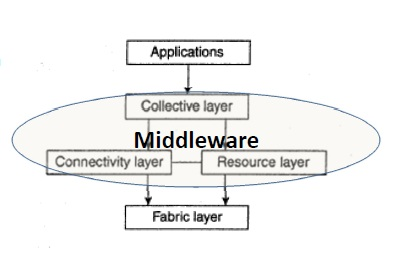 Applications
Collective layer
Middleware
Connectivity layer
Resource layer
Fabric layer